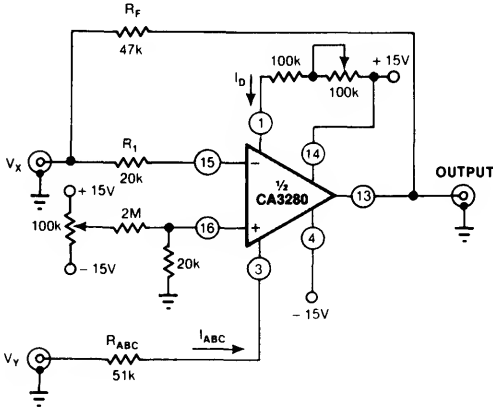 RF
47k
ID
100k
100k
+ 15V
1
14
VX
R1
20k
15
−
½
CA3280
13
OUTPUT
+ 15V
100k
2M
16
+
4
− 15V
20k
3
− 15V
VY
RABC
51k
IABC